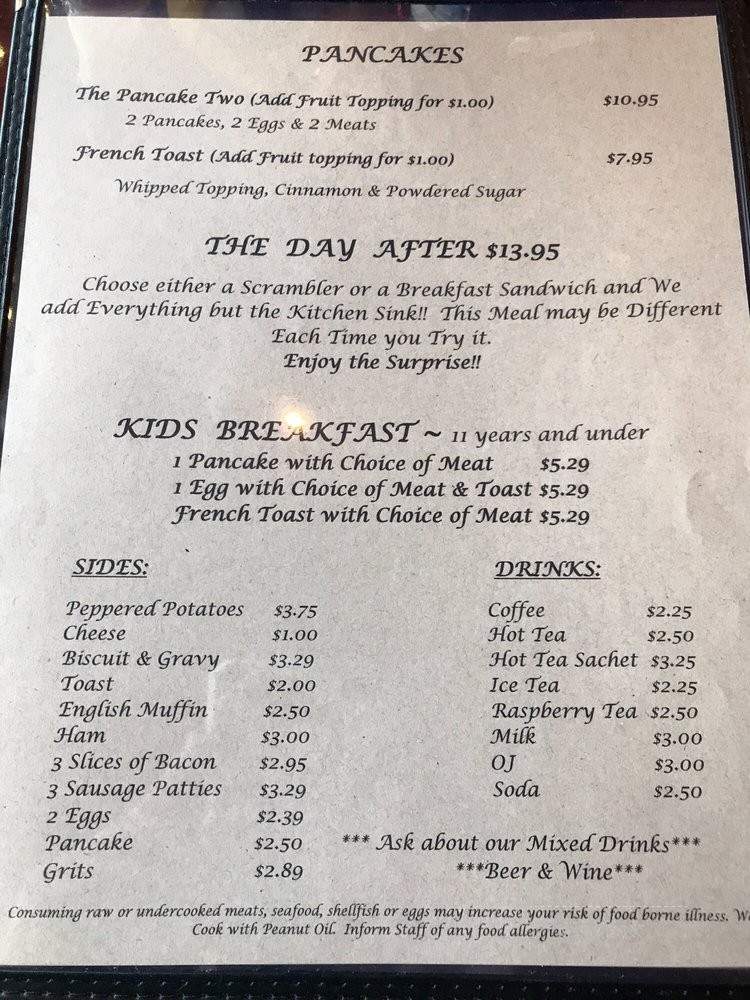 PANCAKES
The Pancake Two (Add Fruit Topping for $1.00) $10.95
2 Pancakes, 2 Eggs & 2 Meats
French Toast (Add Fruit topping for $1.00) $7.95
Whipped Topping, Cinnamon & Powdered Sugar
THE DAY AFTER $13.95
Choose either a Scrambler or a Breakfast Sandwich and We
add Everything but the Kitchen Sink!! This Meal may be Different
Each Time you Try it.
Enjoy the Surprise!!
KIDS BREAKFAST ~ 11 years and under
1 Pancake with Choice of Meat $5.29
1 Egg with Choice of Meat & Toast $5.29
French Toast with Choice of Meat $5.29
SIDES:
Peppered Potatoes $3.75
Cheese $1.00
Biscuit & Gravy $3.29
Toast $2.00
English Muffin $2.50
Ham $3.00
3 Slices of Bacon $2.95
3 Sausage Patties $3.29
2 Eggs $2.39
Pancake $2.50
Grits $2.89
DRINKS:
Coffee $2.25
Hot Tea $2.50
Hot Tea Sachet $3.25
Ice Tea $2.25
Raspberry Tea $2.50
Milk $3.00
OJ $3.00
Soda $2.50
*** Ask about our Mixed Drinks***
***Beer & Wine***
Consuming raw or undercooked meats, seafood, shellfish or eggs may increase your risk of food borne illness.
Cook with Peanut Oil. Inform Staff of any food allergies.